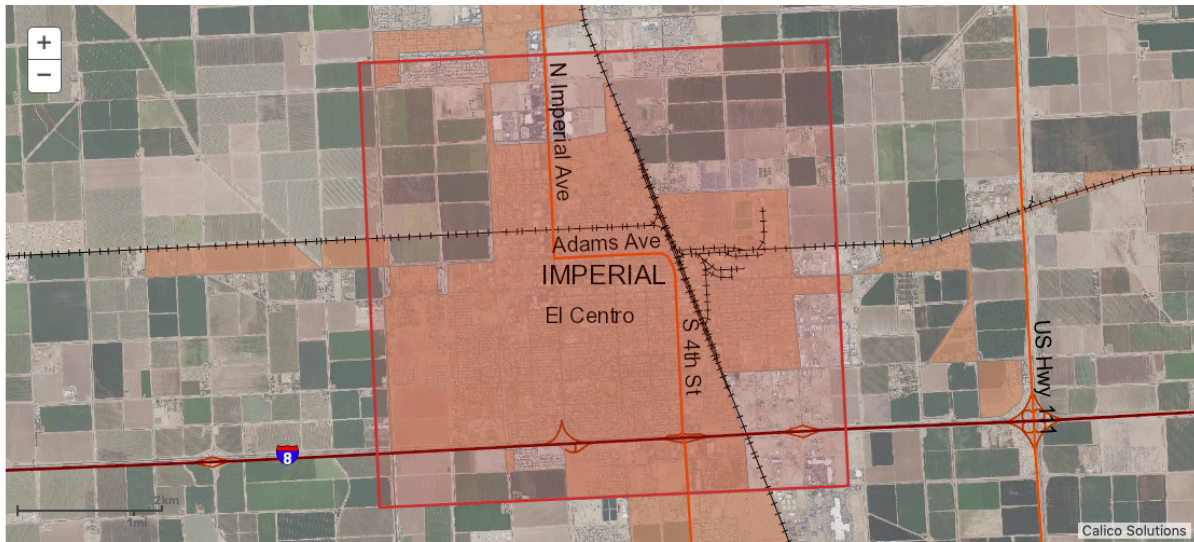 +
−
N Imperial Ave
Adams Ave
IMPERIAL
El Centro
S 4th St
US Hwy 111
8
2km
1mi
Calico Solutions